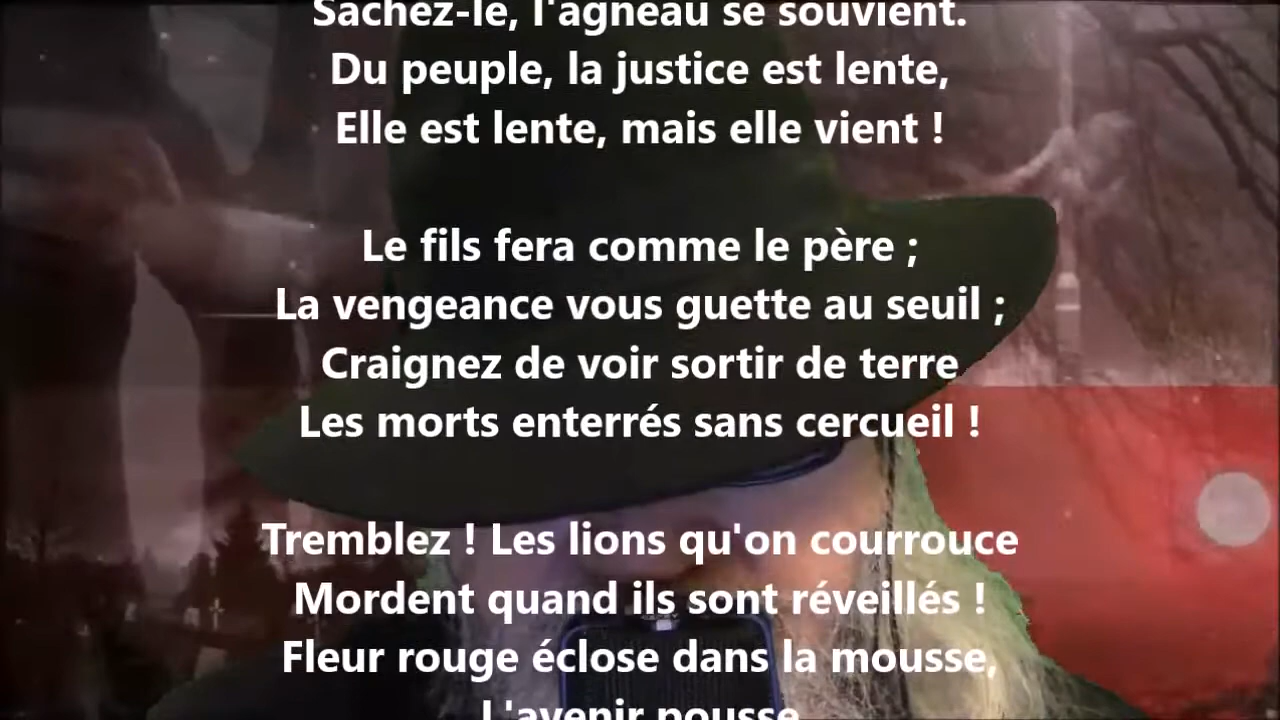 Sachez-le, l'agneau se souvient.
Du peuple, la justice est lente,
Elle est lente, mais elle vient !
Le fils fera comme le père ;
La vengeance vous guette au seuil ;
Craignez de voir sortir de terre
Les morts enterrés sans cercueil !
Tremblez ! Les lions qu'on courrouce
Mordent quand ils sont réveillés !
Fleur rouge éclose dans la mousse,
L'avenir pousse